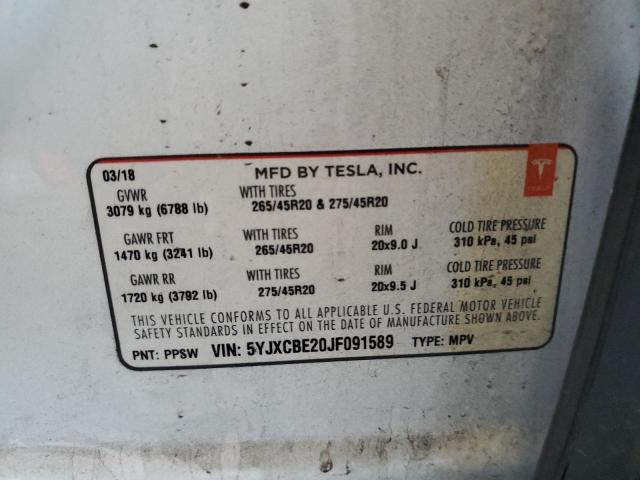 03/18 MFD BY TESLA, INC.
TESLA
GVWR WITH TIRES
3079 kg (6788 lb) 265/45R20 & 275/45R20
GAWR FRT WITH TIRES RIM COLD TIRE PRESSURE
1470 kg (3241 lb) 265/45R20 20x9.0 J 310 kPa, 45 psi
GAWR RR WITH TIRES RIM COLD TIRE PRESSURE
1720 kg (3792 lb) 275/45R20 20x9.5 J 310 kPa, 45 psi
THIS VEHICLE CONFORMS TO ALL APPLICABLE U.S. FEDERAL MOTOR VEHICLE
SAFETY STANDARDS IN EFFECT ON THE DATE OF MANUFACTURE SHOWN ABOVE.
PNT: PPSW VIN: 5YJXCBE20JF091589 TYPE: MPV